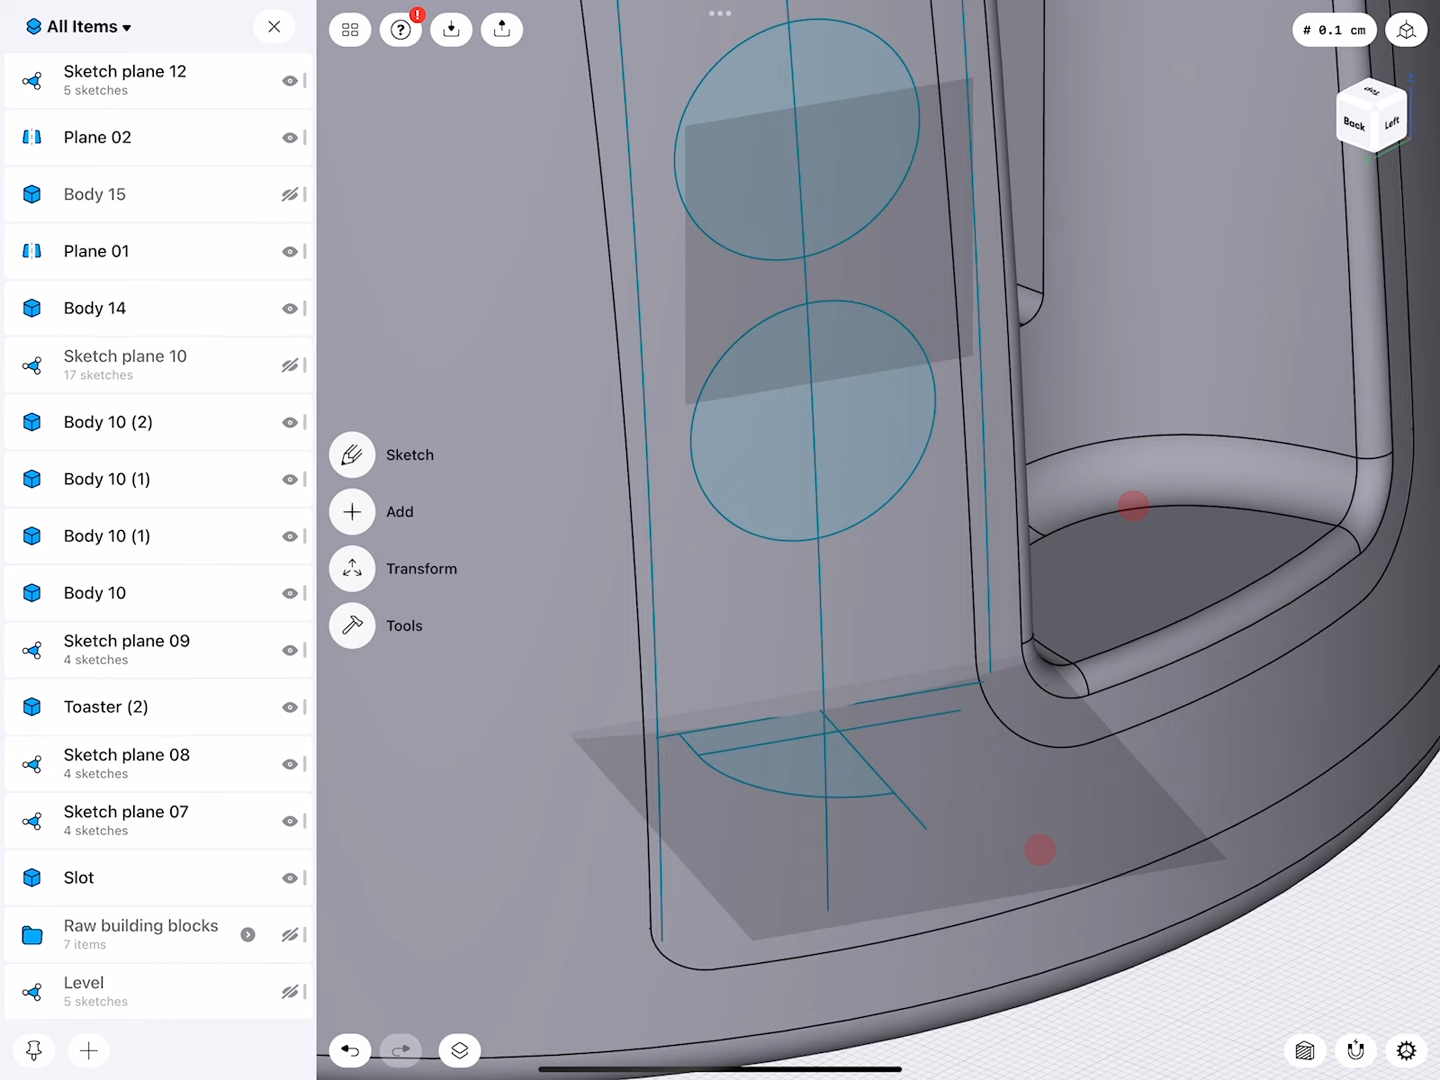 All Items
Sketch plane 12
5 sketches
Plane 02
Body 15
Plane 01
Body 14
Sketch plane 10
17 sketches
Body 10 (2)
Body 10 (1)
Body 10 (1)
Body 10
Sketch plane 09
4 sketches
Toaster (2)
Sketch plane 08
4 sketches
Sketch plane 07
4 sketches
Slot
Raw building blocks
7 items
Level
5 sketches
Sketch
Add
Transform
Tools
# 0.1 cm
Top
Back
Left